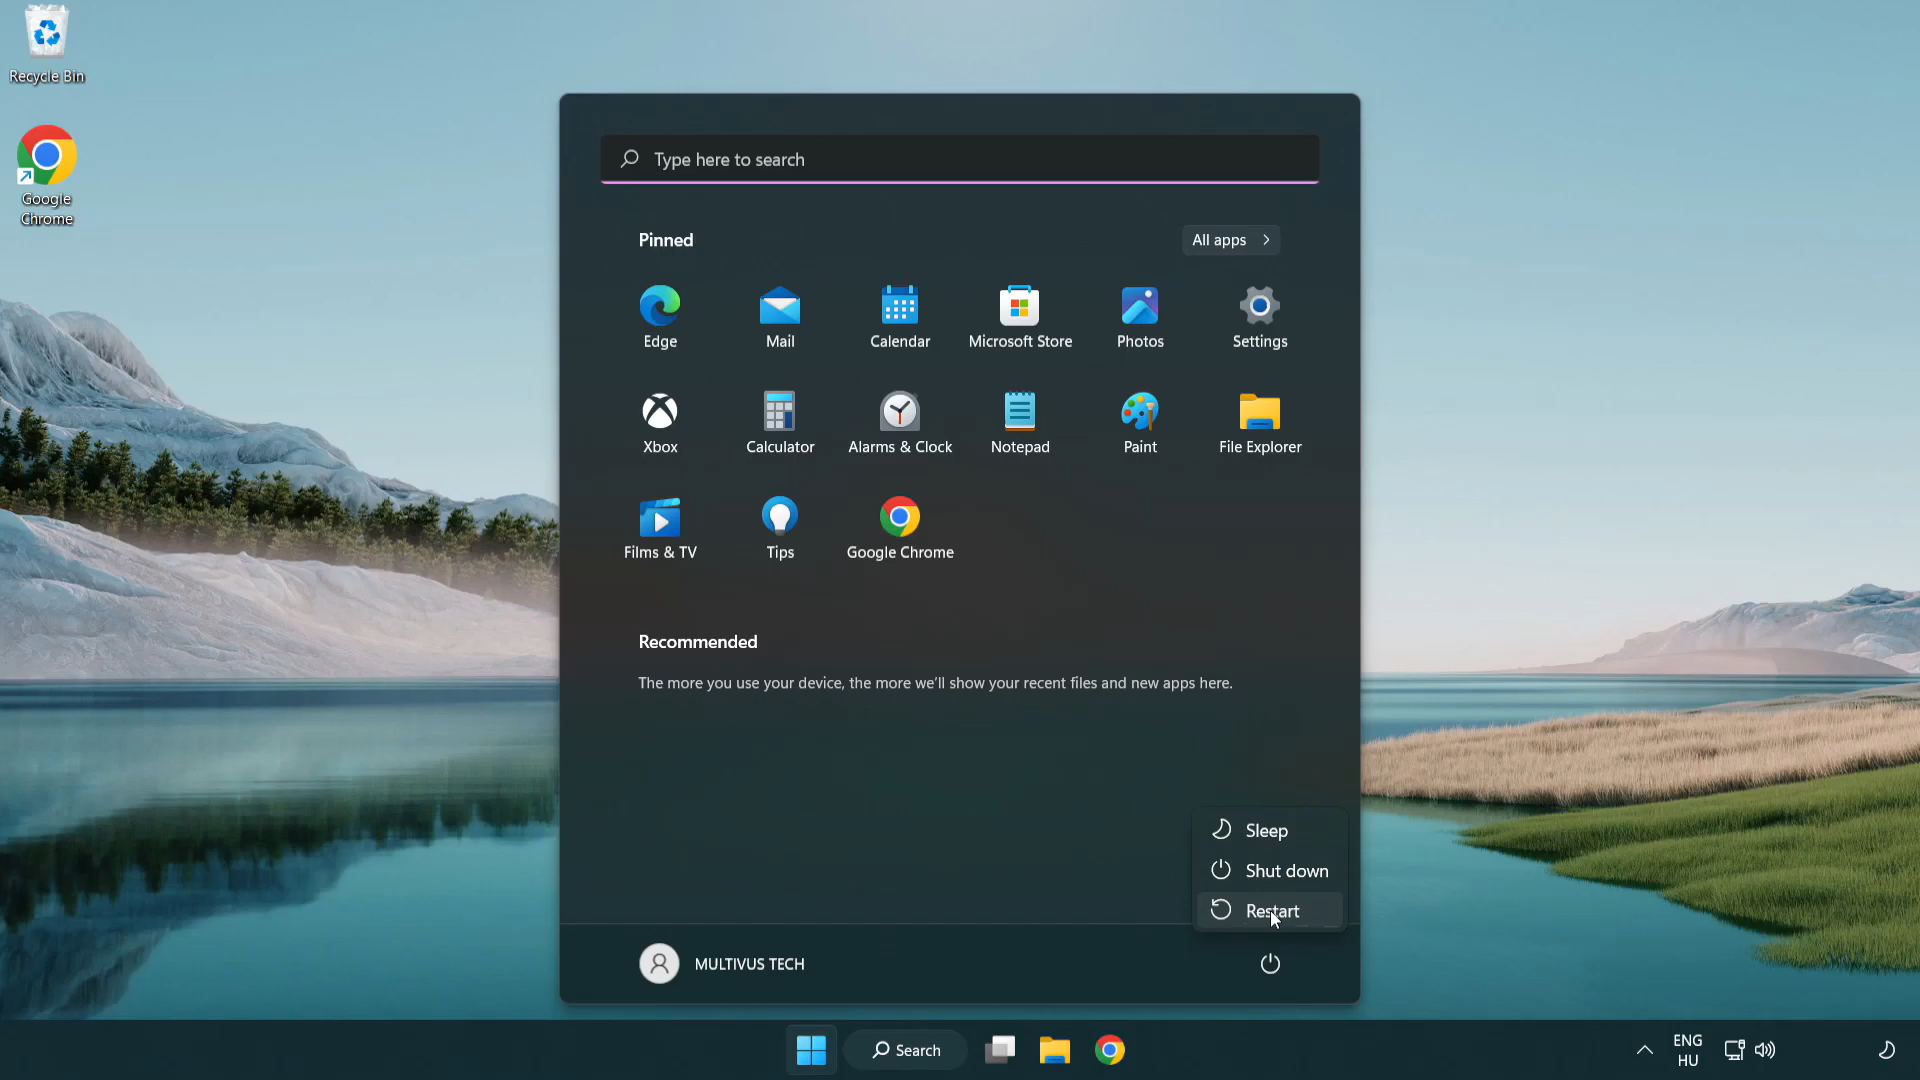 Recycle Bin
Google
Chrome
Type here to search
Pinned
All apps
Edge
Mail
Calendar
Microsoft Store
Photos
Settings
Xbox
Calculator
Alarms & Clock
Notepad
Paint
File Explorer
Films & TV
Tips
Google Chrome
Recommended
The more you use your device, the more we'll show your recent files and new apps here.
Sleep
Shut down
Restart
MULTIVUS TECH
Search
ENG
HU